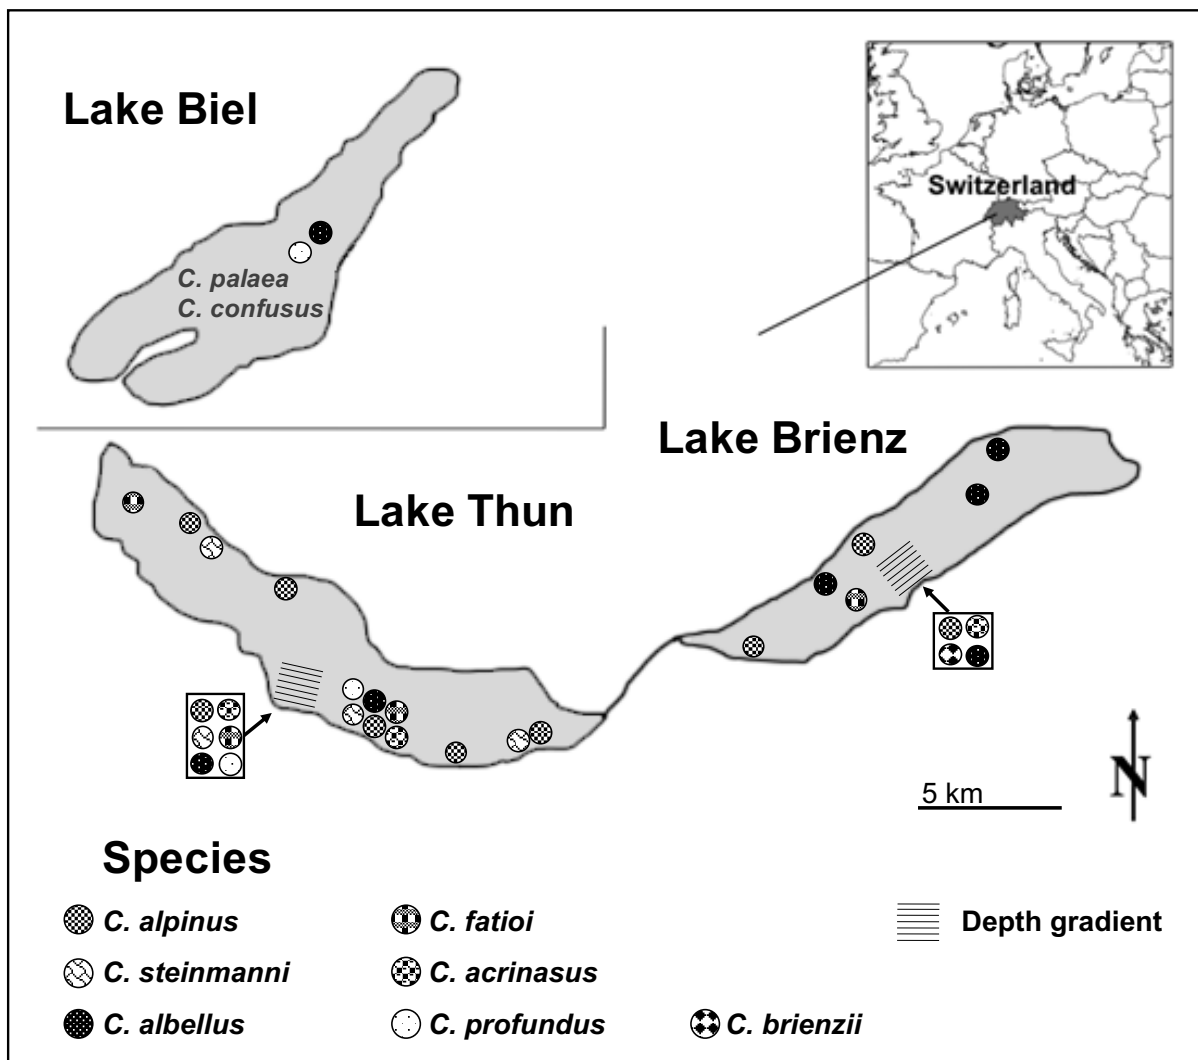 Lake Biel
Switzerland
C. palaea
C. confusus
Lake Brienz
Lake Thun
5 km
N
Species
C. alpinus
C. fatioi
Depth gradient
C. steinmanni
C. acrinasus
C. albellus
C. profundus
C. brienzii